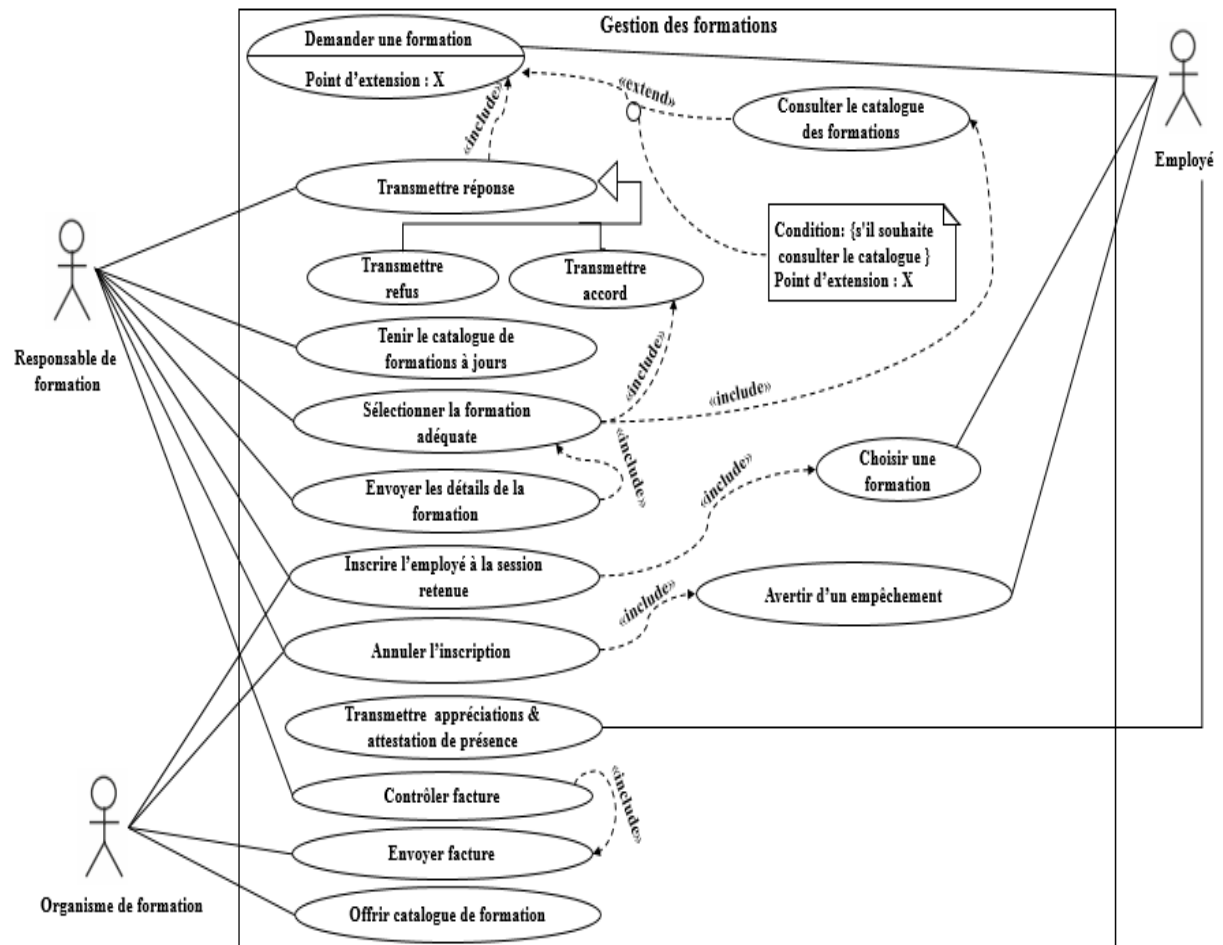 Gestion des formations
Demander une formation
Point d'extension : X
«extend»
Consulter le catalogue
des formations
Employé
«include»
Transmettre réponse
Condition: {s'il souhaite
consulter le catalogue }
Point d'extension : X
Transmettre
refus
Transmettre
accord
Responsable de
formation
Tenir le catalogue de
formations à jours
«include»
«include»
Sélectionner la formation
adéquate
«include»
Choisir une
formation
Envoyer les détails de la
formation
«include»
Inscrire l'employé à la session
retenue
«include»
Avertir d'un empêchement
Annuler l'inscription
Transmettre appréciations &
attestation de présence
Contrôler facture
«include»
Envoyer facture
Organisme de formation
Offrir catalogue de formation